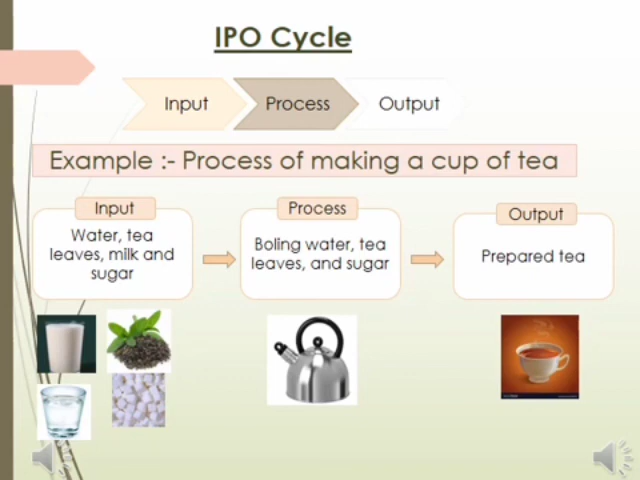 IPO Cycle
Input
Process
Output
Example :- Process of making a cup of tea
Input
Water, tea
leaves, milk and
sugar
Process
Boling water, tea
leaves, and sugar
Output
Prepared tea